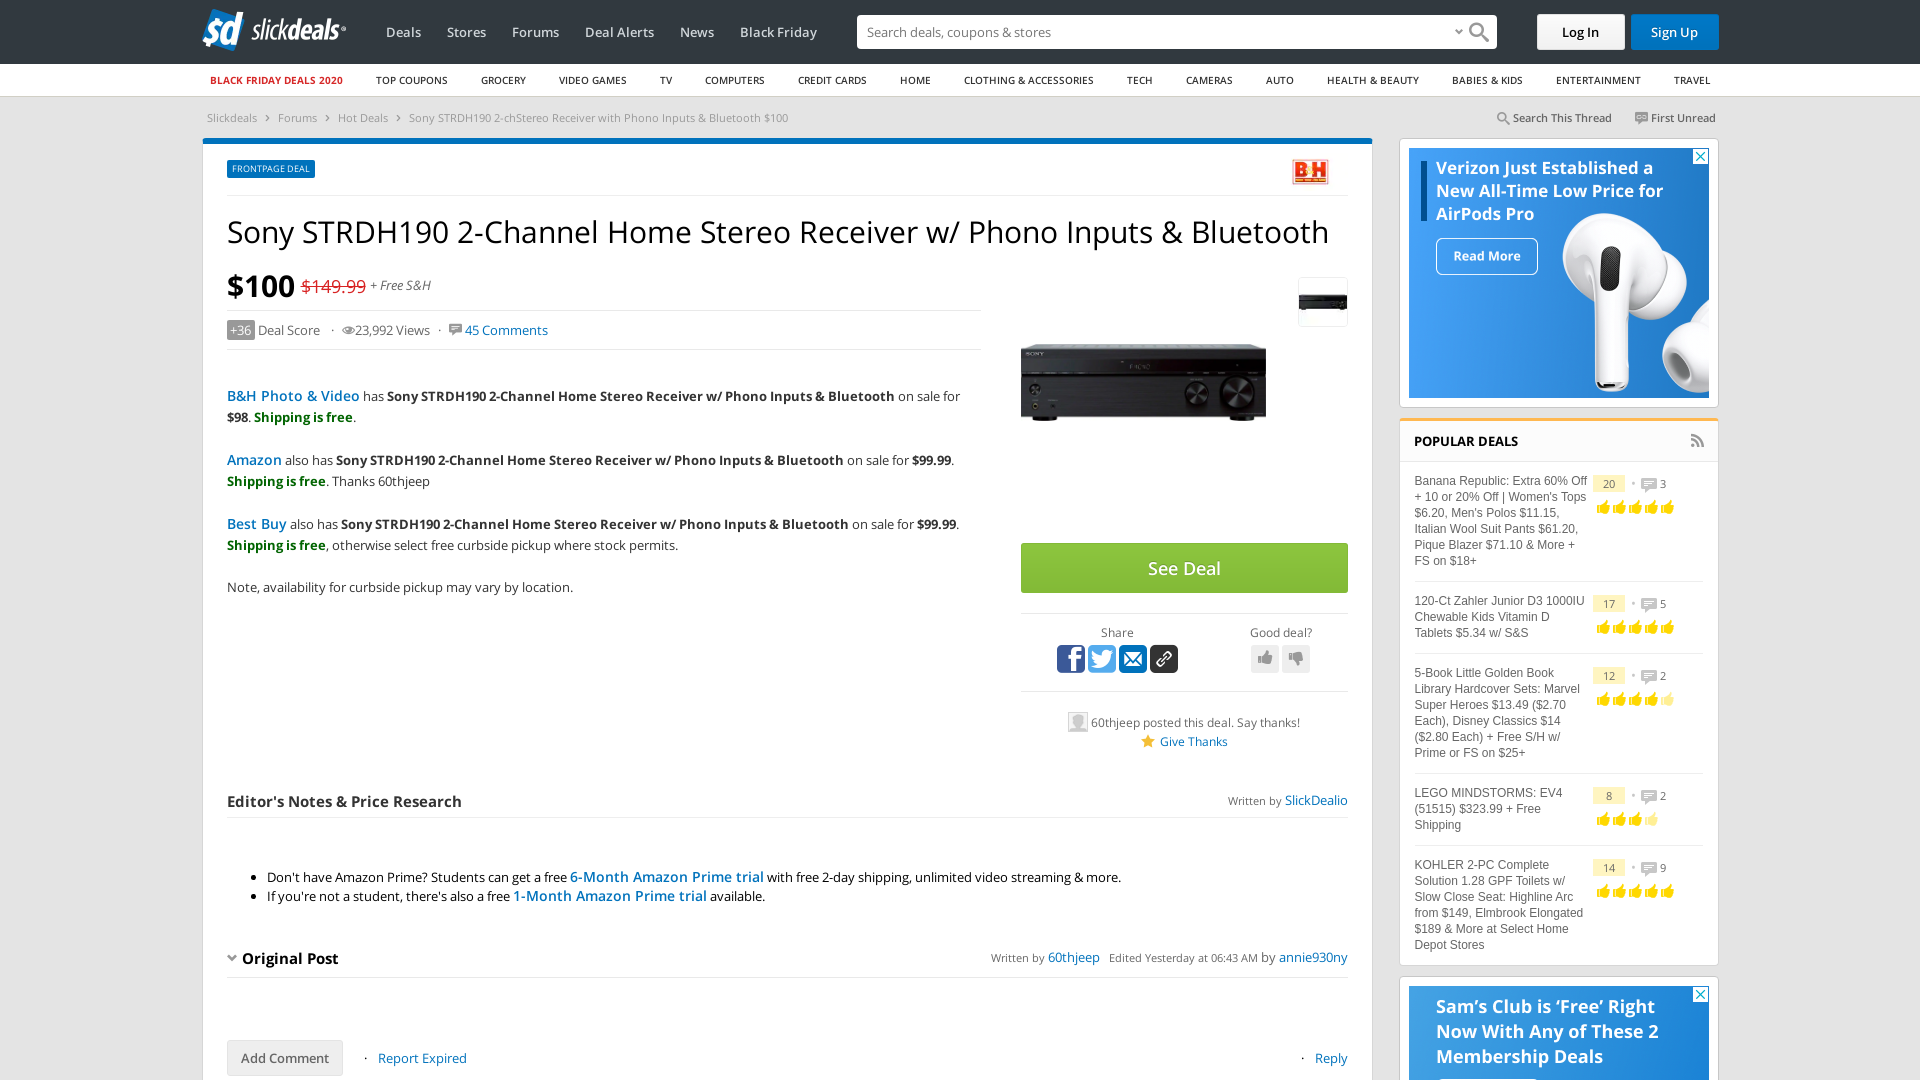 sd slickdeals®
Deals Stores Forums Deal Alerts News Black Friday
Search deals, coupons & stores
Log In Sign Up
BLACK FRIDAY DEALS 2020 TOP COUPONS GROCERY VIDEO GAMES TV COMPUTERS CREDIT CARDS HOME CLOTHING & ACCESSORIES TECH CAMERAS AUTO HEALTH & BEAUTY BABIES & KIDS ENTERTAINMENT TRAVEL
Slickdeals › Forums › Hot Deals › Sony STRDH190 2-chStereo Receiver with Phono Inputs & Bluetooth $100
Search This Thread First Unread
FRONTPAGE DEAL
B&H
Sony STRDH190 2-Channel Home Stereo Receiver w/ Phono Inputs & Bluetooth
$100 $149.99 + Free S&H
+36 Deal Score · 23,992 Views · 45 Comments
B&H Photo & Video has Sony STRDH190 2-Channel Home Stereo Receiver w/ Phono Inputs & Bluetooth on sale for
$98. Shipping is free.
Amazon also has Sony STRDH190 2-Channel Home Stereo Receiver w/ Phono Inputs & Bluetooth on sale for $99.99.
Shipping is free. Thanks 60thjeep
Best Buy also has Sony STRDH190 2-Channel Home Stereo Receiver w/ Phono Inputs & Bluetooth on sale for $99.99.
Shipping is free, otherwise select free curbside pickup where stock permits.
Note, availability for curbside pickup may vary by location.
SONY
See Deal
Share Good deal?
60thjeep posted this deal. Say thanks!
Give Thanks
Editor's Notes & Price Research
Written by SlickDealio
• Don't have Amazon Prime? Students can get a free 6-Month Amazon Prime trial with free 2-day shipping, unlimited video streaming & more.
• If you're not a student, there's also a free 1-Month Amazon Prime trial available.
Original Post
Written by 60thjeep Edited Yesterday at 06:43 AM by annie930ny
Add Comment · Report Expired
· Reply
Verizon Just Established a
New All-Time Low Price for
AirPods Pro
Read More
POPULAR DEALS
Banana Republic: Extra 60% Off
+ 10 or 20% Off | Women's Tops
$6.20, Men's Polos $11.15,
Italian Wool Suit Pants $61.20,
Pique Blazer $71.10 & More +
FS on $18+
20 • 3
120-Ct Zahler Junior D3 1000IU
Chewable Kids Vitamin D
Tablets $5.34 w/ S&S
17 • 5
5-Book Little Golden Book
Library Hardcover Sets: Marvel
Super Heroes $13.49 ($2.70
Each), Disney Classics $14
($2.80 Each) + Free S/H w/
Prime or FS on $25+
12 • 2
LEGO MINDSTORMS: EV4
(51515) $323.99 + Free
Shipping
8 • 2
KOHLER 2-PC Complete
Solution 1.28 GPF Toilets w/
Slow Close Seat: Highline Arc
from $149, Elmbrook Elongated
$189 & More at Select Home
Depot Stores
14 • 9
Sam's Club is 'Free' Right
Now With Any of These 2
Membership Deals